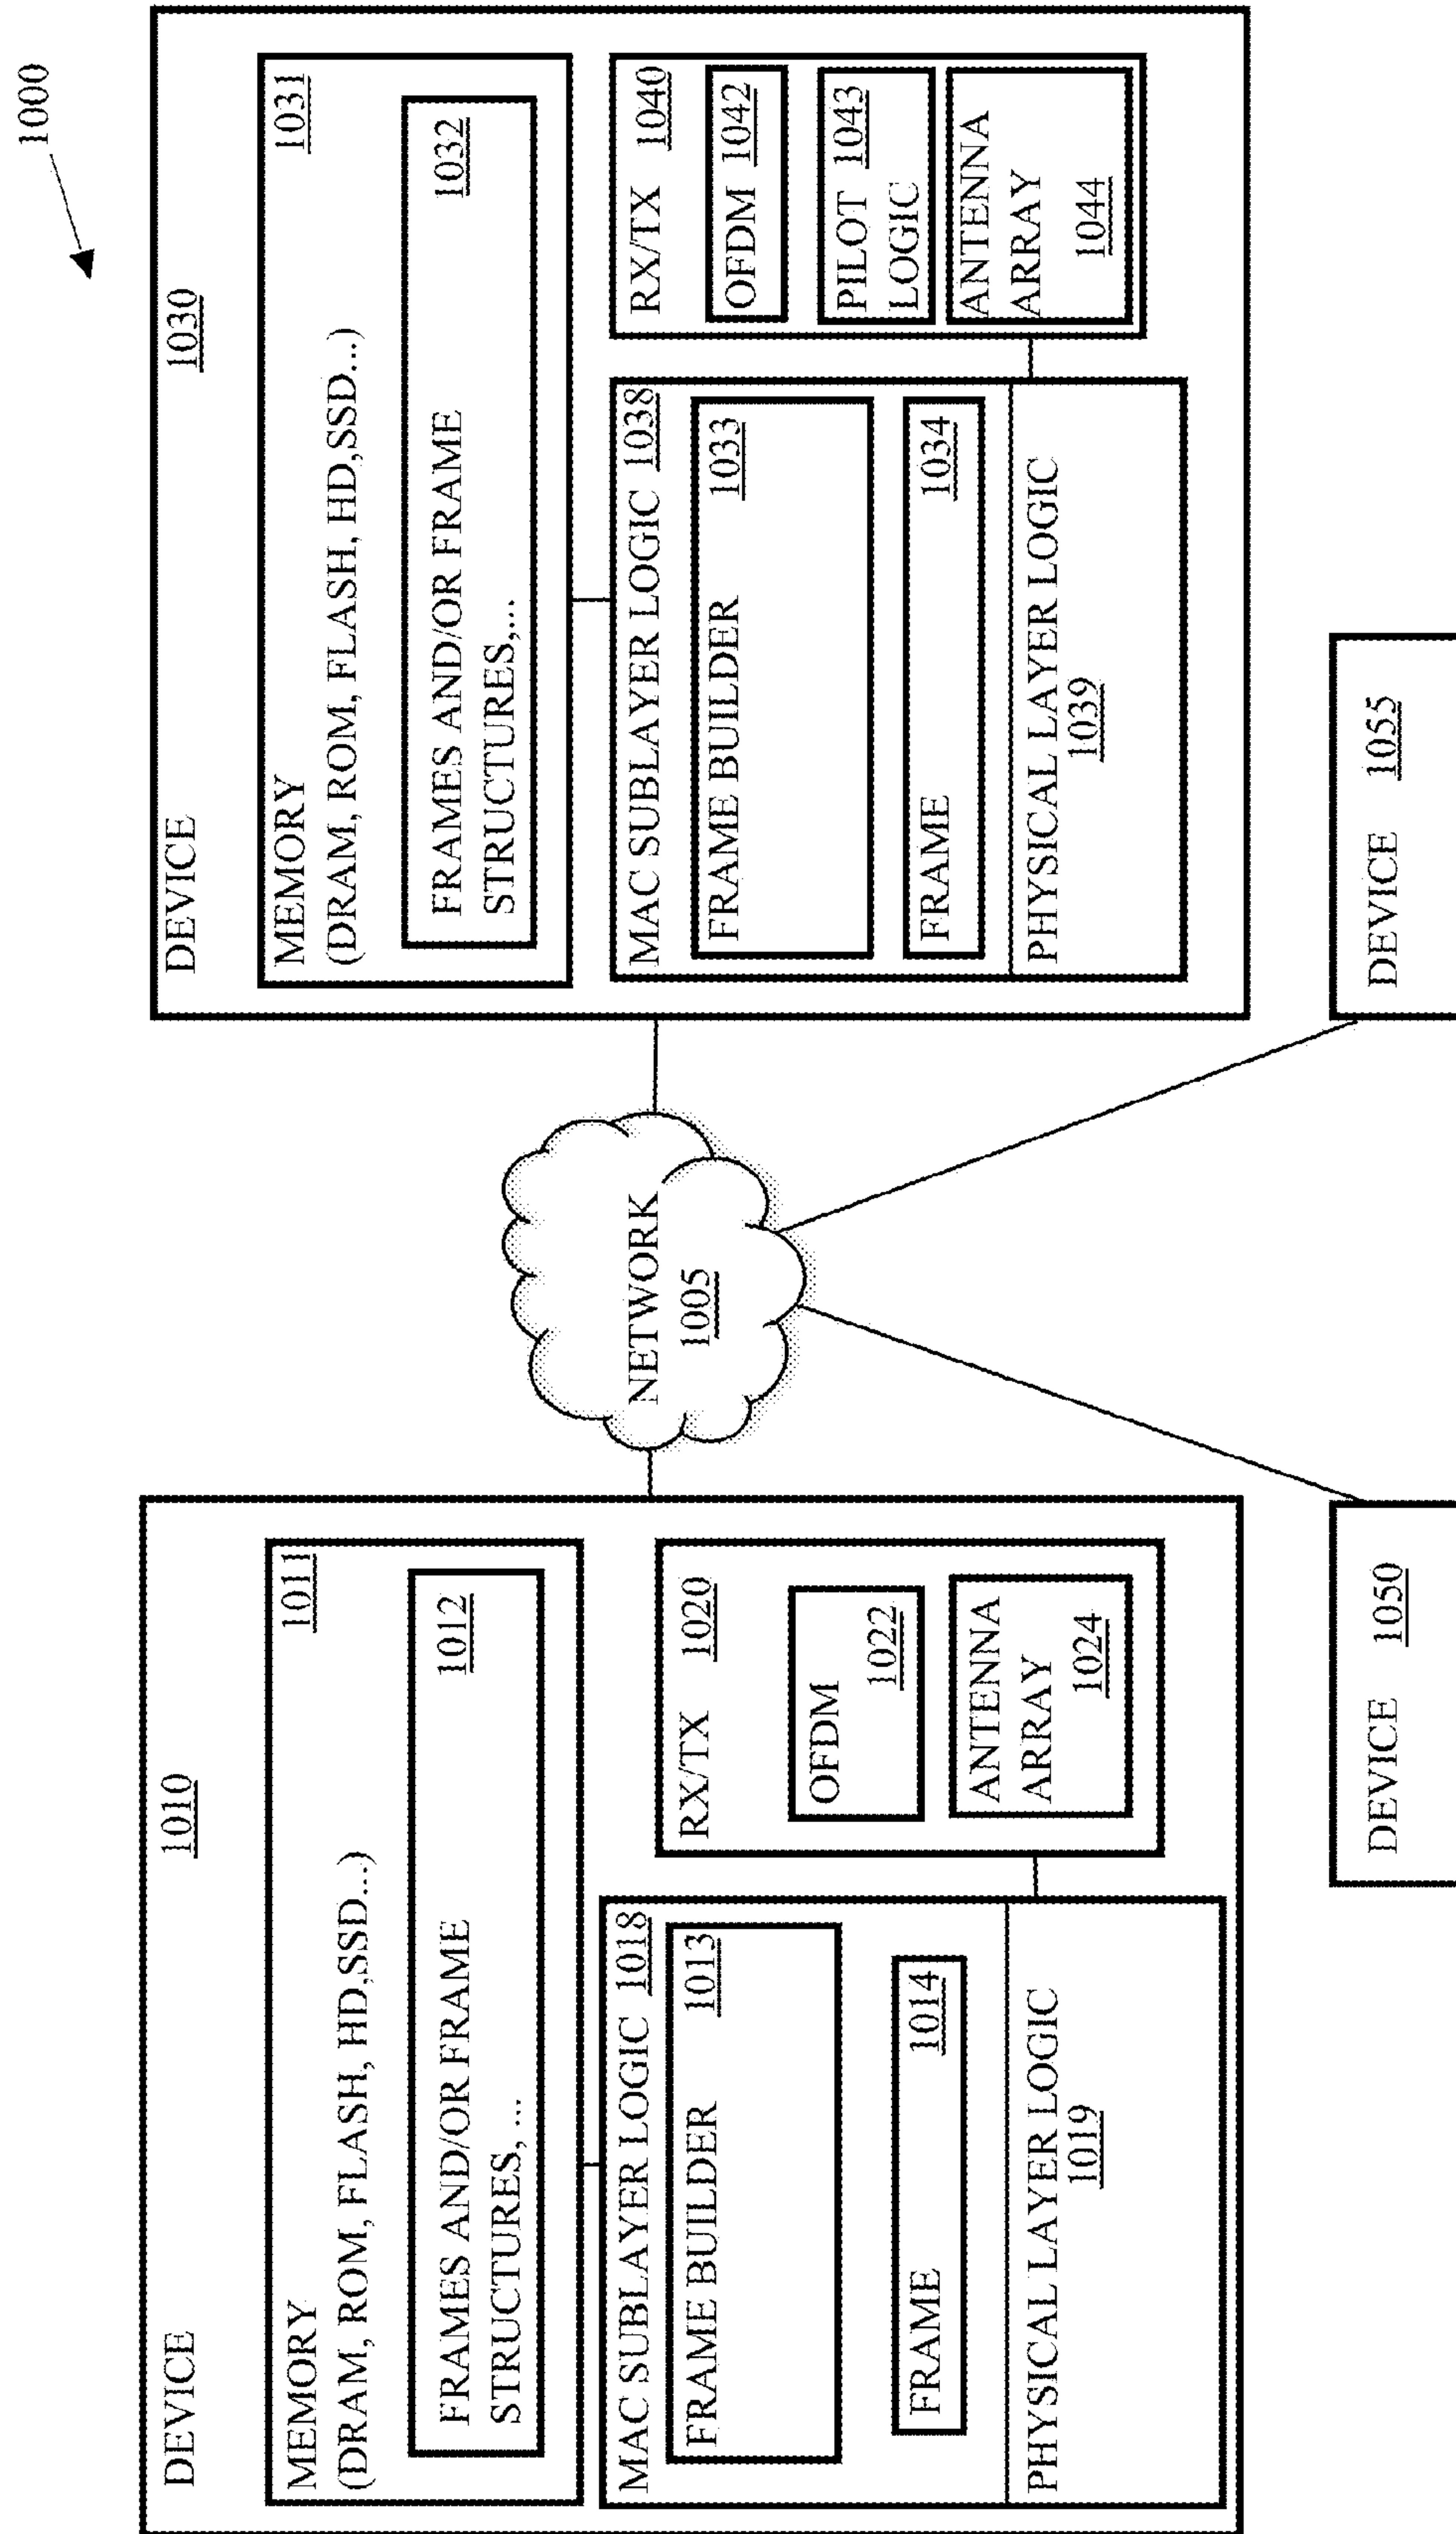 1000
DEVICE 1010
MEMORY 1011
(DRAM, ROM, FLASH, HD,SSD...)
FRAMES AND/OR FRAME 1012
STRUCTURES, ...
MAC SUBLAYER LOGIC 1018
FRAME BUILDER 1013
FRAME 1014
PHYSICAL LAYER LOGIC
1019
RX/TX 1020
OFDM
1022
ANTENNA
ARRAY
1024
NETWORK
1005
DEVICE 1030
MEMORY 1031
(DRAM, ROM, FLASH, HD,SSD...)
FRAMES AND/OR FRAME 1032
STRUCTURES,...
MAC SUBLAYER LOGIC 1038
FRAME BUILDER 1033
FRAME 1034
PHYSICAL LAYER LOGIC
1039
RX/TX 1040
OFDM 1042
PILOT 1043
LOGIC
ANTENNA
ARRAY
1044
DEVICE 1050
DEVICE 1055